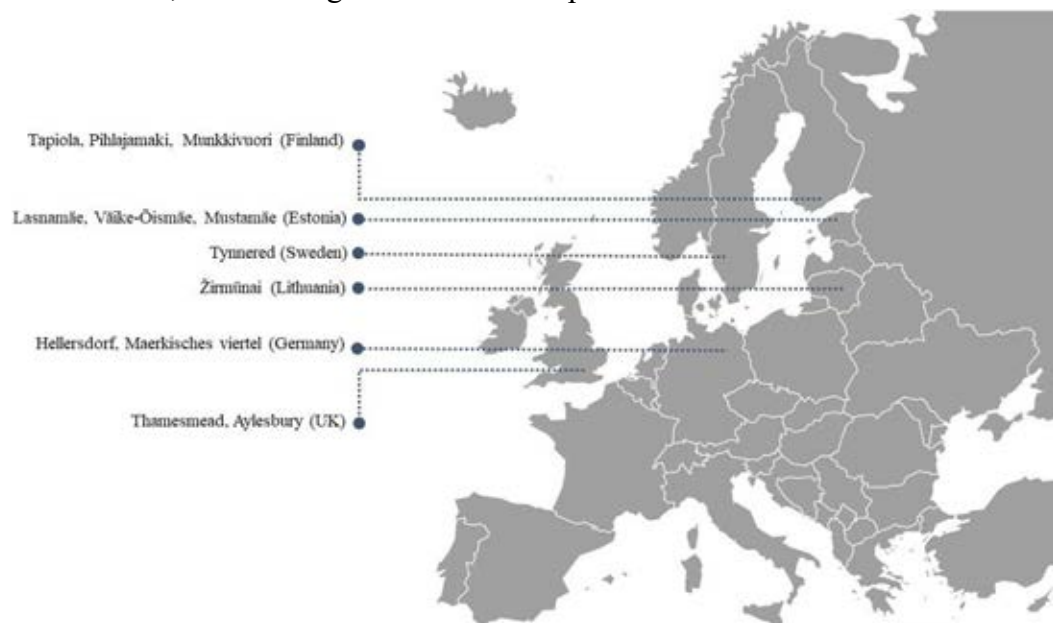 Tapiola, Pihlajamaki, Munkkivuori (Finland)
Lasnamäe, Väike-Õismäe, Mustamäe (Estonia)
Tynnered (Sweden)
Žirmūnai (Lithuania)
Hellersdorf, Maerkisches viertel (Germany)
Thamesmead, Aylesbury (UK)